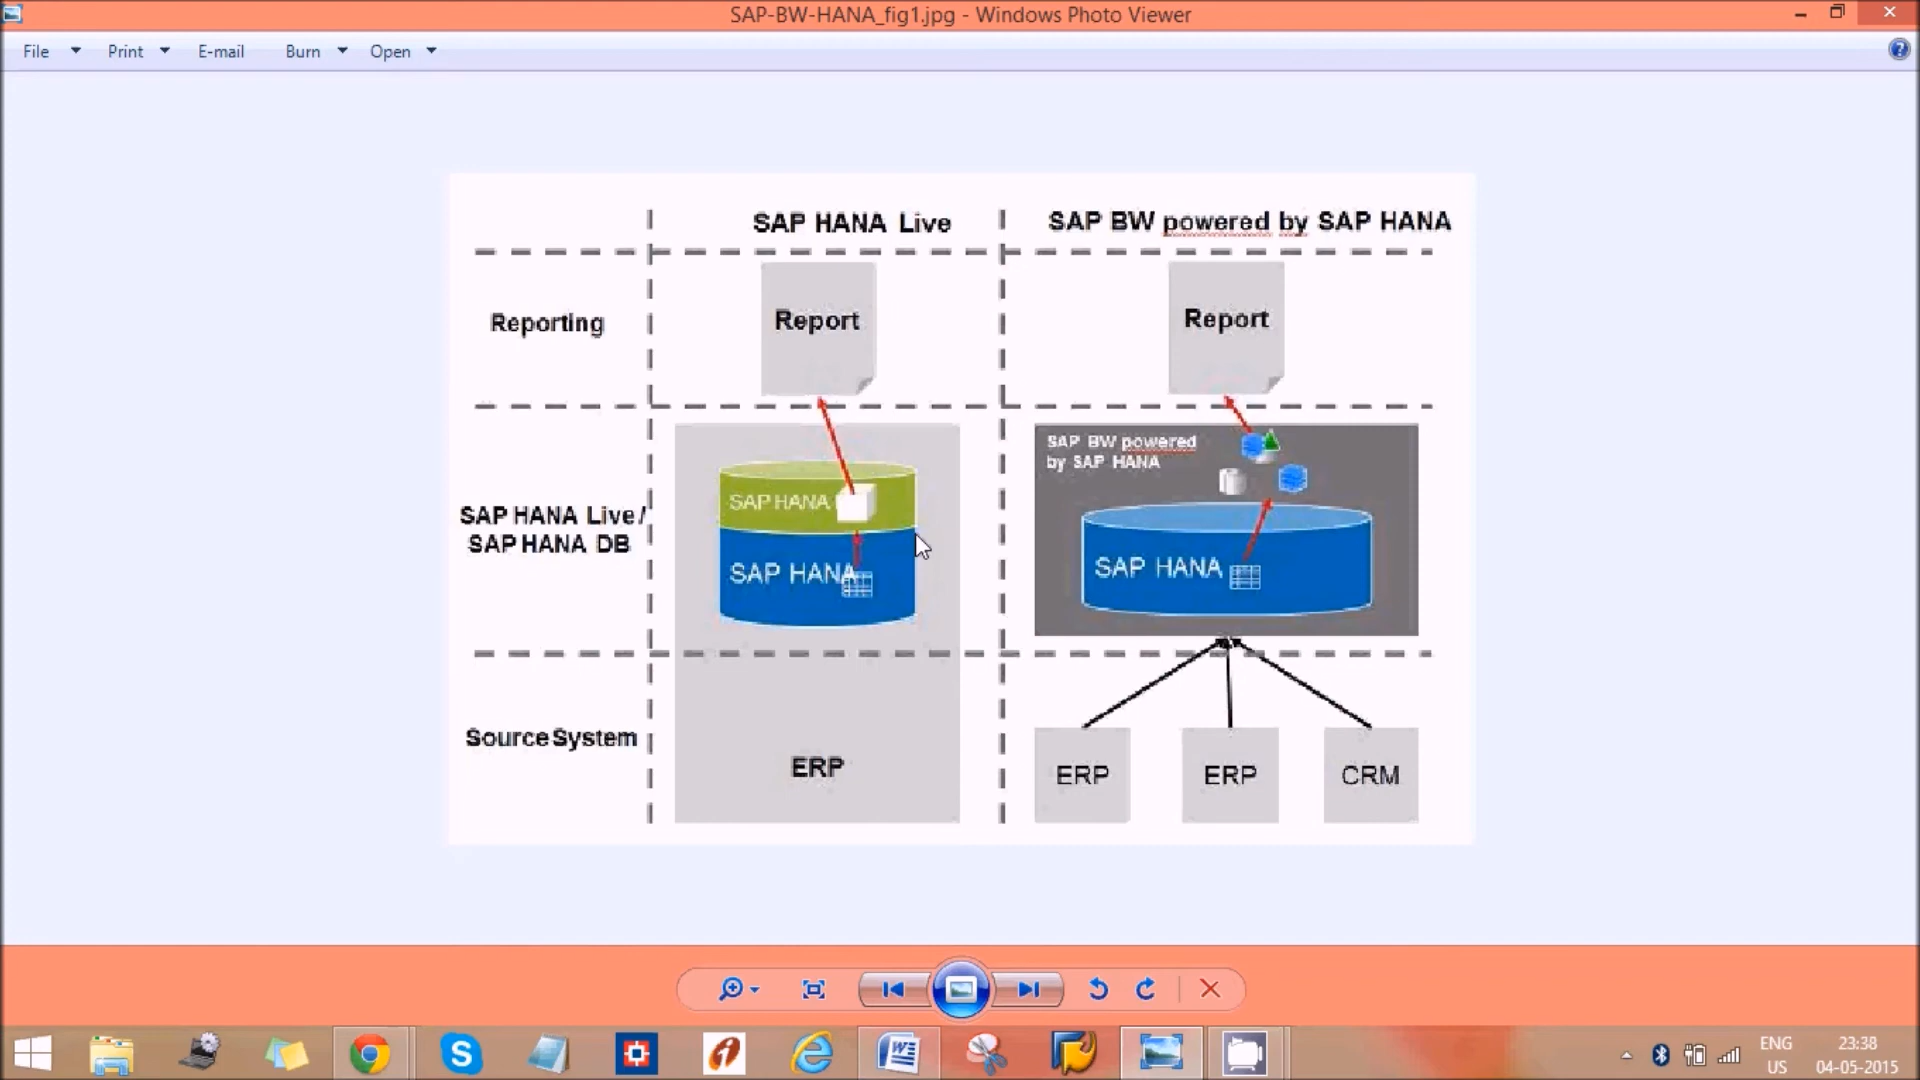 SAP-BW-HANA_fig1.jpg - Windows Photo Viewer
File Print E-mail Burn Open
SAP HANA Live
SAP BW powered by SAP HANA
Reporting
Report
Report
SAP HANA Live /
SAP HANA DB
SAP HANA
SAP HANA
SAP BW powered
by SAP HANA
SAP HANA
Source System
ERP
ERP
ERP
CRM
ENG
US
23:38
04-05-2015